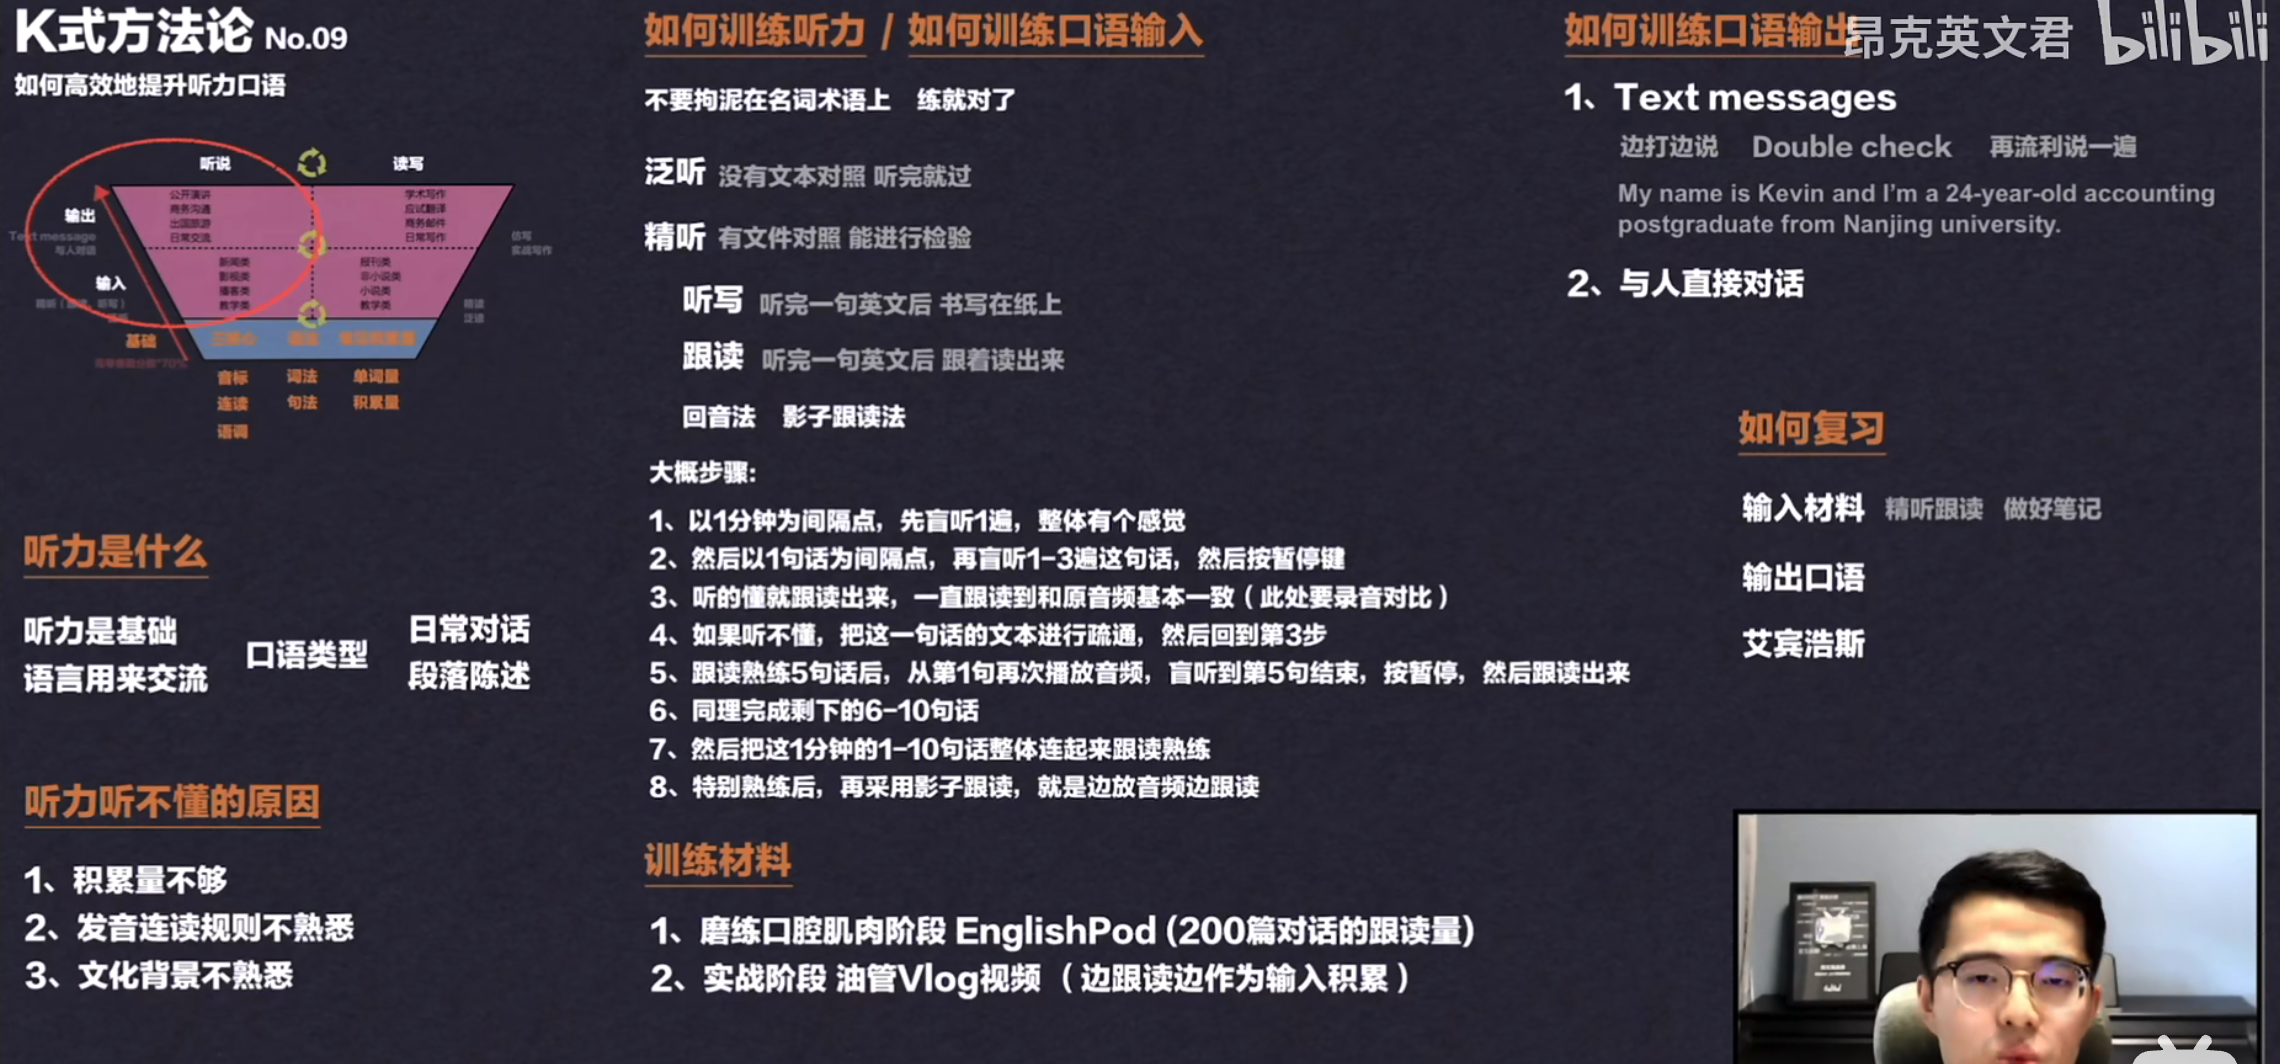 K式方法论 No.09
如何高效地提升听力口语
听说
读写
公开演讲
商务沟通
出国旅游
日常交流
学术写作
应试翻译
商务邮件
日常写作
输出
Text message
与人对话
仿写
实战写作
新闻类
影视类
播客类
教学类
报刊类
非小说类
小说类
教学类
输入
精读
泛读
基础
音标
连读
语调
词法
句法
单词量
积累量
听力是什么
听力是基础
语言用来交流
口语类型
日常对话
段落陈述
听力听不懂的原因
1、积累量不够
2、发音连读规则不熟悉
3、文化背景不熟悉
如何训练听力 / 如何训练口语输入
不要拘泥在名词术语上 练就对了
泛听 没有文本对照 听完就过
精听 有文件对照 能进行检验
听写 听完一句英文后 书写在纸上
跟读 听完一句英文后 跟着读出来
回音法 影子跟读法
大概步骤:
1、以1分钟为间隔点，先盲听1遍，整体有个感觉
2、然后以1句话为间隔点，再盲听1-3遍这句话，然后按暂停键
3、听的懂就跟读出来，一直跟读到和原音频基本一致（此处要录音对比）
4、如果听不懂，把这一句话的文本进行疏通，然后回到第3步
5、跟读熟练5句话后，从第1句再次播放音频，盲听到第5句结束，按暂停，然后跟读出来
6、同理完成剩下的6-10句话
7、然后把这1分钟的1-10句话整体连起来跟读熟练
8、特别熟练后，再采用影子跟读，就是边放音频边跟读
训练材料
1、磨练口腔肌肉阶段 EnglishPod (200篇对话的跟读量)
2、实战阶段 油管Vlog视频（边跟读边作为输入积累）
如何训练口语输出
昂克英文君 bilibili
1、Text messages
边打边说 Double check 再流利说一遍
My name is Kevin and I'm a 24-year-old accounting
postgraduate from Nanjing university.
2、与人直接对话
如何复习
输入材料 精听跟读 做好笔记
输出口语
艾宾浩斯